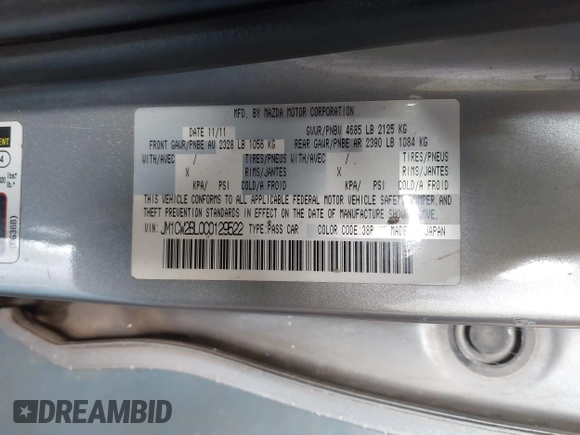 MFD. BY MAZDA MOTOR CORPORATION
DATE 11/11 GVWR/PNBV 4685 LB 2125 KG
FRONT GAWR/PNBE AV 2328 LB 1056 KG REAR GAWR/PNBE AR 2390 LB 1084 KG
WITH/AVEC / TIRES/PNEUS WITH/AVEC / TIRES/PNEUS
X RIMS/JANTES X RIMS/JANTES
KPA/ PSI COLD/A FROID KPA/ PSI COLD/A FROID
THIS VEHICLE CONFORMS TO ALL APPLICABLE FEDERAL MOTOR VEHICLE SAFETY, BUMPER, AND
THEFT PREVENTION STANDARDS IN EFFECT ON THE DATE OF MANUFACTURE SHOWN ABOVE.
VIN: JM1CW2BL0C0129522 TYPE:PASS CAR COLOR CODE:38P MADE JAPAN
DREAMBID